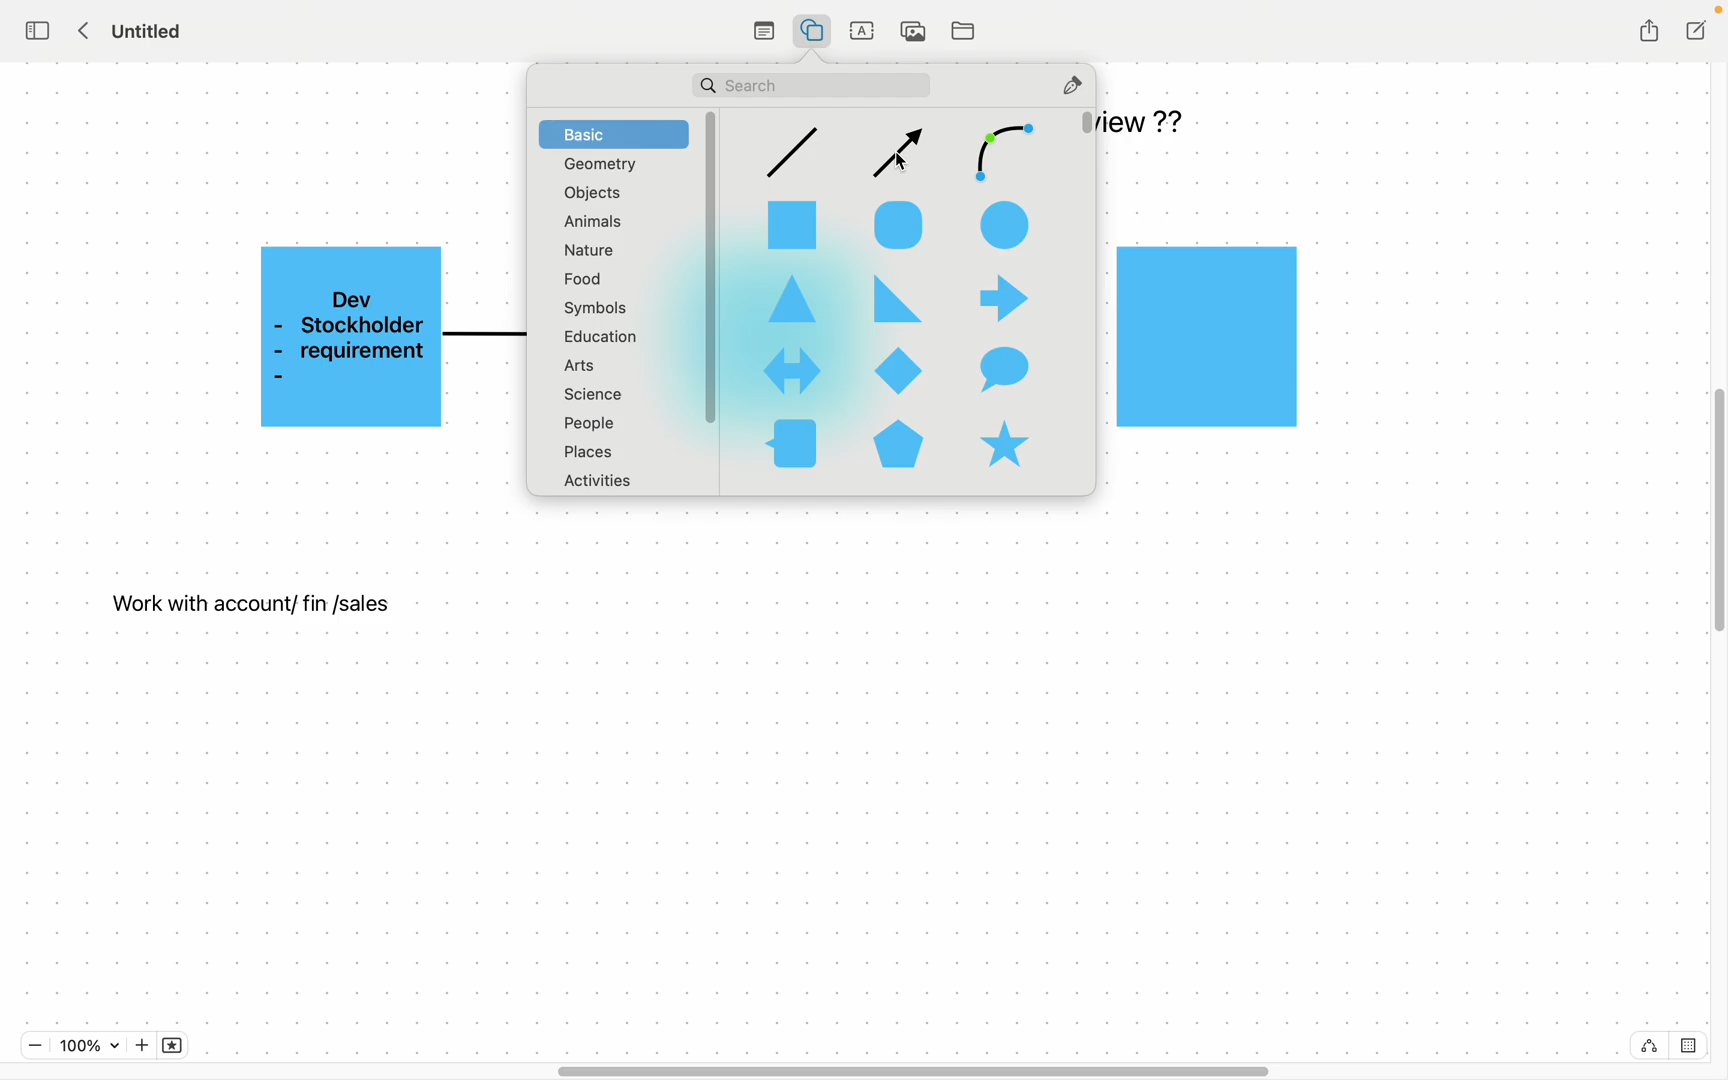 Untitled
Search
Basic
Geometry
Objects
Animals
Nature
Food
Symbols
Education
Arts
Science
People
Places
Activities
view ??
Dev
- Stockholder
- requirement
-
Work with account/ fin /sales
100%